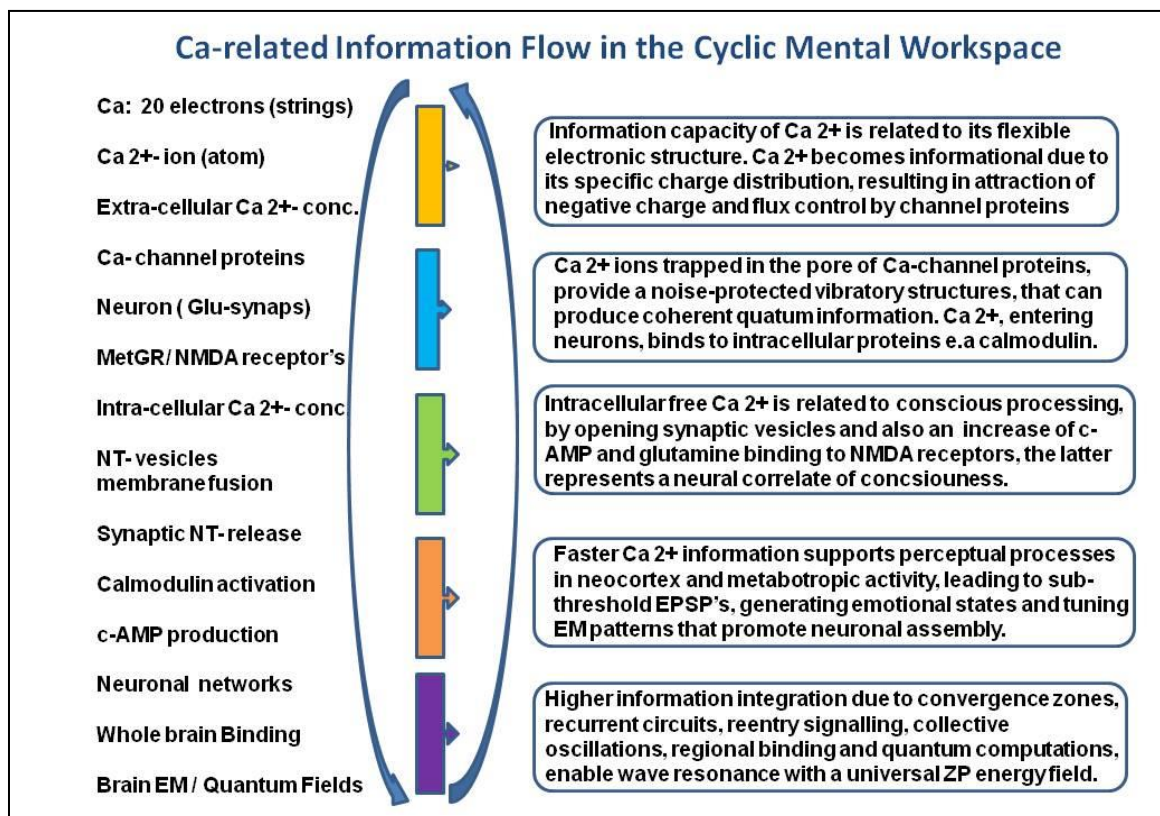 Ca-related Information Flow in the Cyclic Mental Workspace
Ca: 20 electrons (strings)
Ca 2+- ion (atom)
Extra-cellular Ca 2+- conc.
Ca- channel proteins
Neuron ( Glu-synaps)
MetGR/ NMDA receptor's
Intra-cellular Ca 2+- conc.
NT- vesicles
membrane fusion
Synaptic NT- release
Calmodulin activation
c-AMP production
Neuronal networks
Whole brain Binding
Brain EM / Quantum Fields
Information capacity of Ca 2+ is related to its flexible
electronic structure. Ca 2+ becomes informational due to
its specific charge distribution, resulting in attraction of
negative charge and flux control by channel proteins
Ca 2+ ions trapped in the pore of Ca-channel proteins,
provide a noise-protected vibratory structures, that can
produce coherent quatum information. Ca 2+, entering
neurons, binds to intracellular proteins e.a calmodulin.
Intracellular free Ca 2+ is related to conscious processing,
by opening synaptic vesicles and also an increase of c-
AMP and glutamine binding to NMDA receptors, the latter
represents a neural correlate of concsiouness.
Faster Ca 2+ information supports perceptual processes
in neocortex and metabotropic activity, leading to sub-
threshold EPSP's, generating emotional states and tuning
EM patterns that promote neuronal assembly.
Higher information integration due to convergence zones,
recurrent circuits, reentry signalling, collective
oscillations, regional binding and quantum computations,
enable wave resonance with a universal ZP energy field.